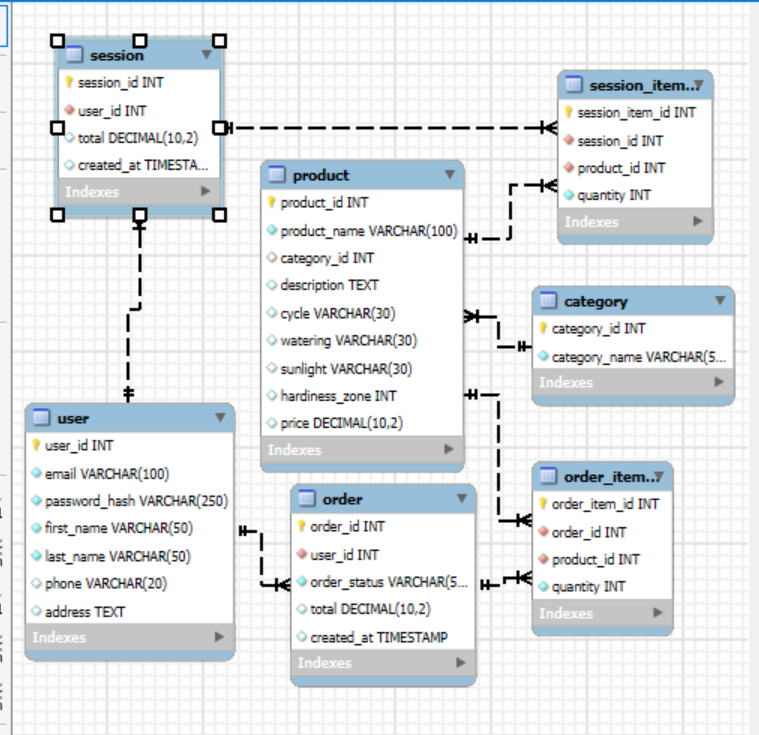 session
session_id INT
user_id INT
total DECIMAL(10,2)
created_at TIMESTA...
Indexes
session_item...
session_item_id INT
session_id INT
product_id INT
quantity INT
Indexes
product
product_id INT
product_name VARCHAR(100)
category_id INT
description TEXT
cycle VARCHAR(30)
watering VARCHAR(30)
sunlight VARCHAR(30)
hardiness_zone INT
price DECIMAL(10,2)
Indexes
category
category_id INT
category_name VARCHAR(5...
Indexes
user
user_id INT
email VARCHAR(100)
password_hash VARCHAR(250)
first_name VARCHAR(50)
last_name VARCHAR(50)
phone VARCHAR(20)
address TEXT
Indexes
order
order_id INT
user_id INT
order_status VARCHAR(5...
total DECIMAL(10,2)
created_at TIMESTAMP
Indexes
order_item...
order_item_id INT
order_id INT
product_id INT
quantity INT
Indexes